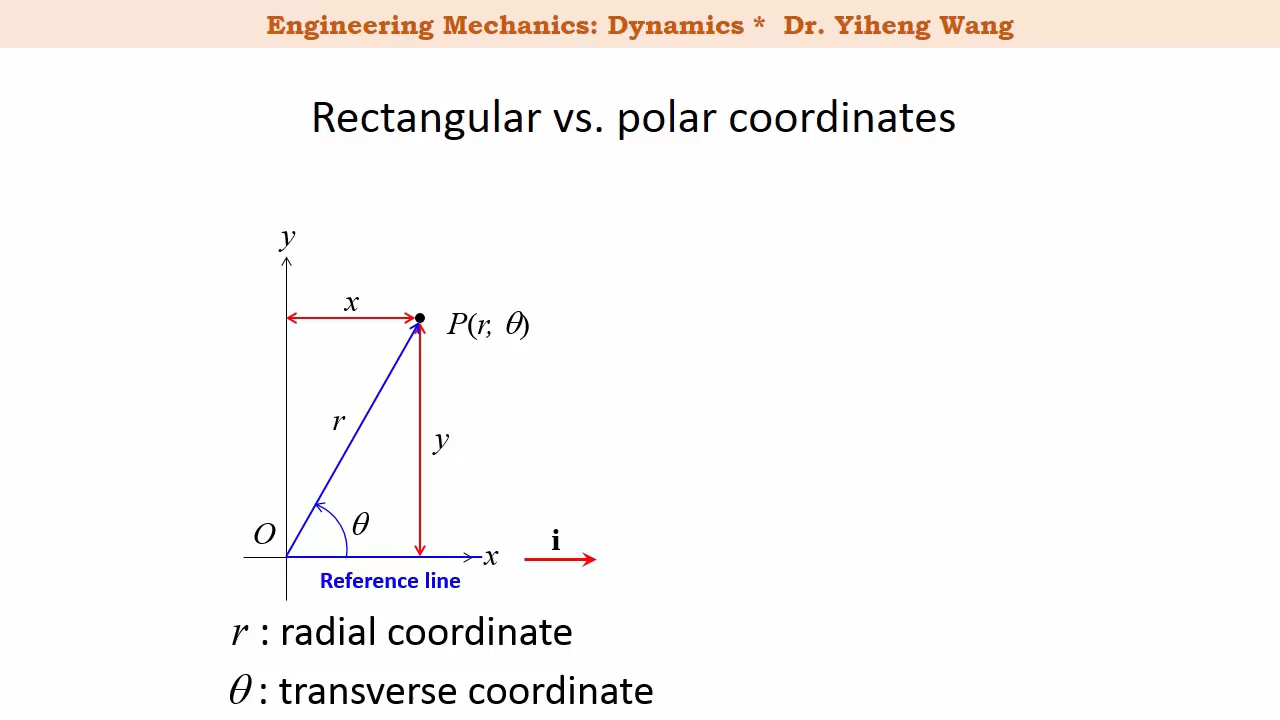 Engineering Mechanics: Dynamics * Dr. Yiheng Wang
Rectangular vs. polar coordinates
y
x
P(r, θ)
r
y
O
θ
i
x
Reference line
r : radial coordinate
θ : transverse coordinate